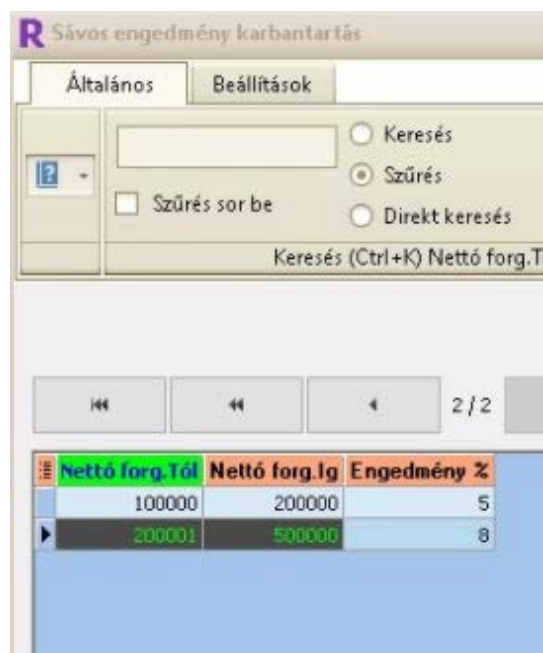 R Sávos engedmény karbantartás
Általános Beállítások
Keresés
Szűrés
Szűrés sor be
Direkt keresés
Keresés (Ctrl+K) Nettó forg.T
2 / 2
Nettó forg.Tól Nettó forg.Ig Engedmény %
100000 200000 5
200001 500000 8